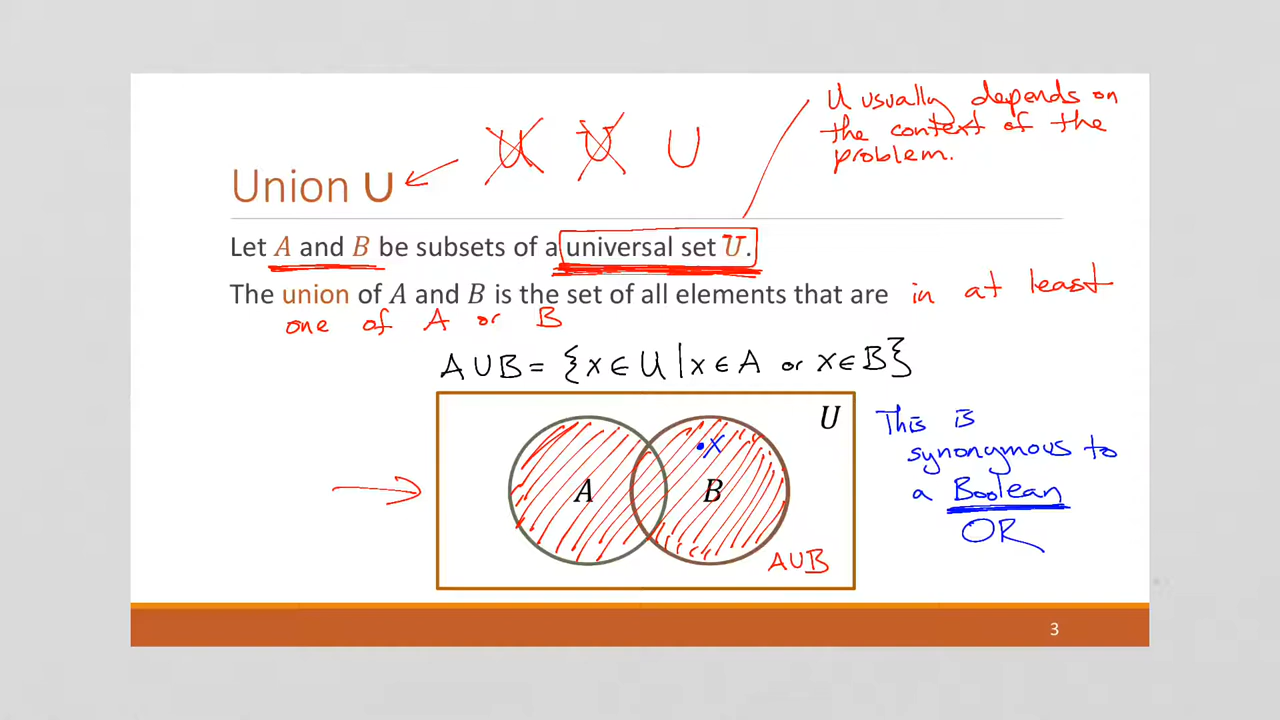 U usually depends on
the context of the
problem.
U U U
Union ∪
Let A and B be subsets of a universal set U.
The union of A and B is the set of all elements that are in at least
one of A or B
A∪B = {x ∈ U | x ∈ A or x ∈ B}
U
This is
synonymous to
a Boolean
OR
x
A
B
A∪B
3